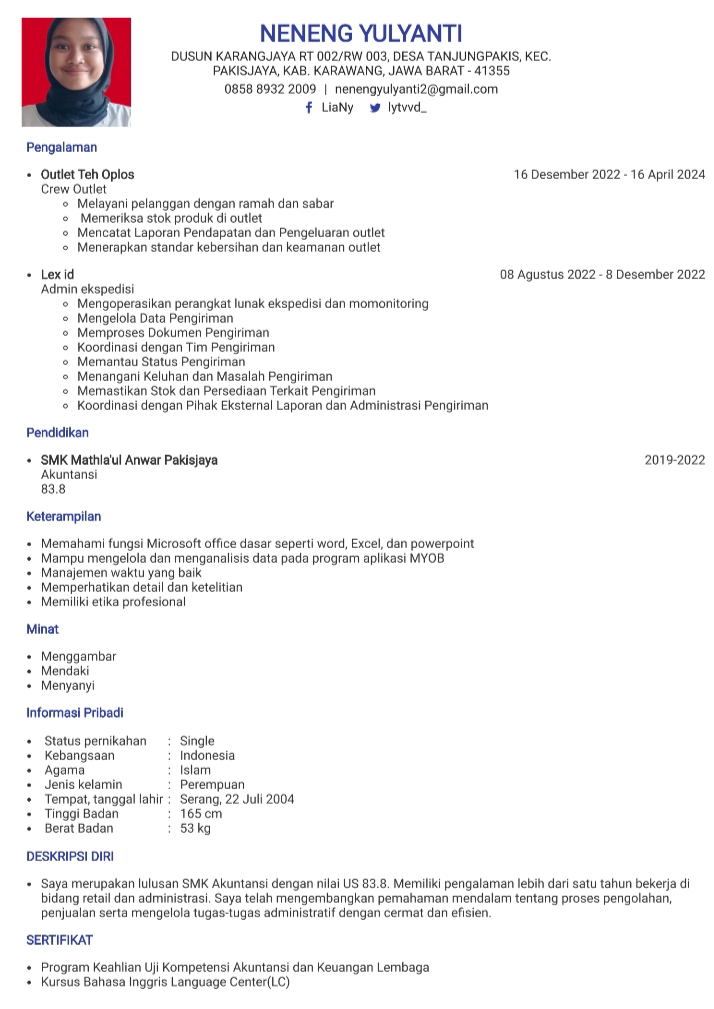 NENENG YULYANTI
DUSUN KARANGJAYA RT 002/RW 003, DESA TANJUNGPAKIS, KEC.
PAKISJAYA, KAB. KARAWANG, JAWA BARAT - 41355
0858 8932 2009 | nenengyulyanti2@gmail.com
LiaNy lytvvd_
Pengalaman
• Outlet Teh Oplos 16 Desember 2022 - 16 April 2024
Crew Outlet
◦ Melayani pelanggan dengan ramah dan sabar
◦ Memeriksa stok produk di outlet
◦ Mencatat Laporan Pendapatan dan Pengeluaran outlet
◦ Menerapkan standar kebersihan dan keamanan outlet
• Lex id 08 Agustus 2022 - 8 Desember 2022
Admin ekspedisi
◦ Mengoperasikan perangkat lunak ekspedisi dan momonitoring
◦ Mengelola Data Pengiriman
◦ Memproses Dokumen Pengiriman
◦ Koordinasi dengan Tim Pengiriman
◦ Memantau Status Pengiriman
◦ Menangani Keluhan dan Masalah Pengiriman
◦ Memastikan Stok dan Persediaan Terkait Pengiriman
◦ Koordinasi dengan Pihak Eksternal Laporan dan Administrasi Pengiriman
Pendidikan
• SMK Mathla'ul Anwar Pakisjaya 2019-2022
Akuntansi
83.8
Keterampilan
• Memahami fungsi Microsoft office dasar seperti word, Excel, dan powerpoint
• Mampu mengelola dan menganalisis data pada program aplikasi MYOB
• Manajemen waktu yang baik
• Memperhatikan detail dan ketelitian
• Memiliki etika profesional
Minat
• Menggambar
• Mendaki
• Menyanyi
Informasi Pribadi
• Status pernikahan : Single
• Kebangsaan : Indonesia
• Agama : Islam
• Jenis kelamin : Perempuan
• Tempat, tanggal lahir : Serang, 22 Juli 2004
• Tinggi Badan : 165 cm
• Berat Badan : 53 kg
DESKRIPSI DIRI
• Saya merupakan lulusan SMK Akuntansi dengan nilai US 83.8. Memiliki pengalaman lebih dari satu tahun bekerja di
bidang retail dan administrasi. Saya telah mengembangkan pemahaman mendalam tentang proses pengolahan,
penjualan serta mengelola tugas-tugas administratif dengan cermat dan efisien.
SERTIFIKAT
• Program Keahlian Uji Kompetensi Akuntansi dan Keuangan Lembaga
• Kursus Bahasa Inggris Language Center(LC)